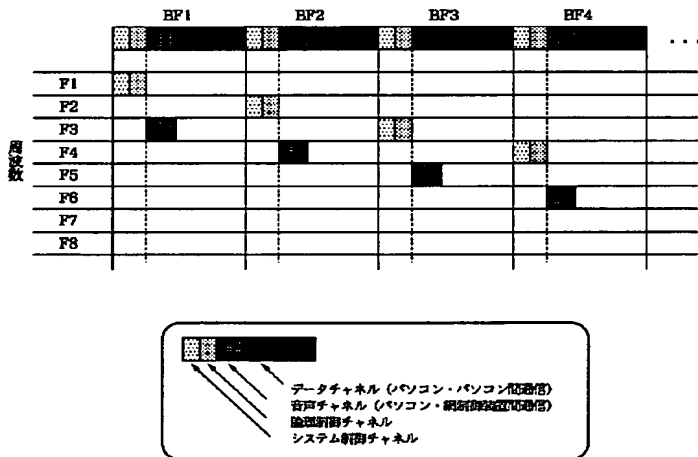 BF1 BF2 BF3 BF4 ...
F1
F2
F3
F4
F5
F6
F7
F8
周波数
データチャネル (パソコン・パソコン間通信)
音声チャネル (パソコン・網制御装置間通信)
論理制御チャネル
システム制御チャネル